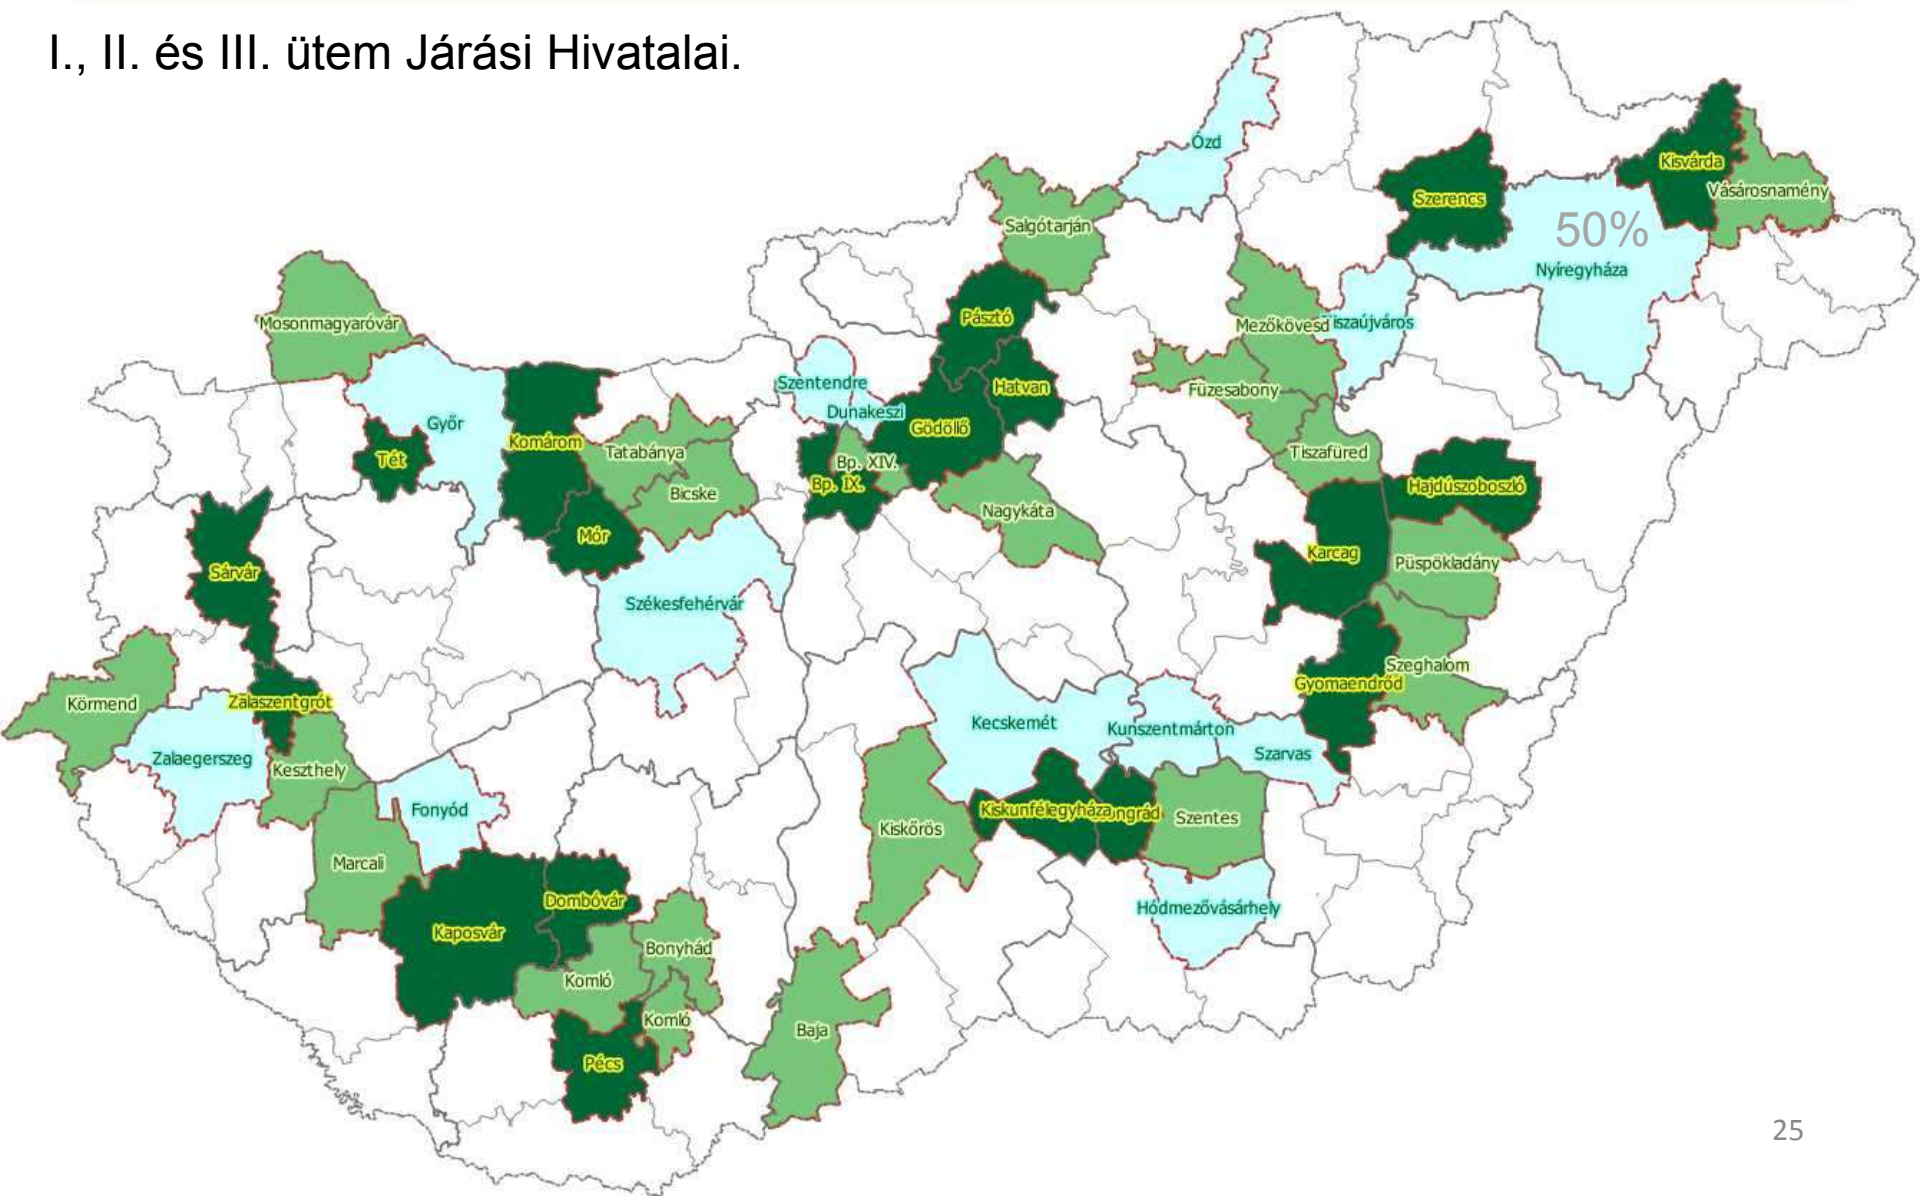 I., II. és III. ütem Járási Hivatalai.
Ózd
Kisvárda
Vásárosnamény
Szerencs
Salgótarján
50%
Nyíregyháza
Mosonmagyaróvár
Pásztó
Mezőkövesd
iszaújváros
Szentendre
Hatvan
Füzesabony
Dunakeszi
Győr
Gödöllő
Komárom
Tatabánya
Tiszafüred
Tét
Bp. XIV.
Bp. IX.
Bicske
Hajdúszoboszló
Nagykáta
Mór
Karcag
Püspökladány
Sárvár
Székesfehérvár
Szeghalom
Gyomaendrőd
Körmend
Zalaszentgrót
Kecskemét
Kunszentmárton
Szarvas
Zalaegerszeg
Keszthely
Fonyód
Kiskunfélegyháza
ngrád
Szentes
Kiskőrös
Marcali
Dombóvár
Hódmezővásárhely
Kaposvár
Bonyhád
Komló
Komló
Baja
Pécs
25